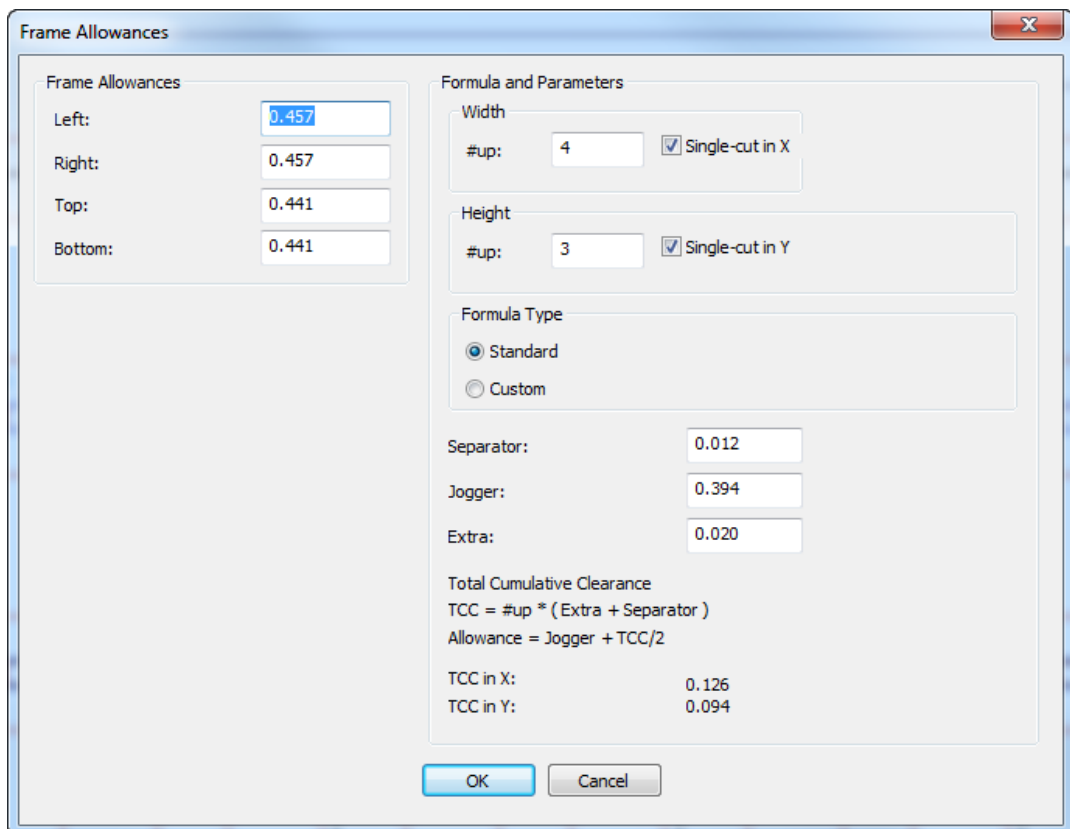 Frame Allowances
Frame Allowances
Left: 0.457
Right: 0.457
Top: 0.441
Bottom: 0.441
Formula and Parameters
Width
#up: 4 Single-cut in X
Height
#up: 3 Single-cut in Y
Formula Type
Standard
Custom
Separator: 0.012
Jogger: 0.394
Extra: 0.020
Total Cumulative Clearance
TCC = #up * ( Extra + Separator )
Allowance = Jogger + TCC/2
TCC in X: 0.126
TCC in Y: 0.094
OK Cancel